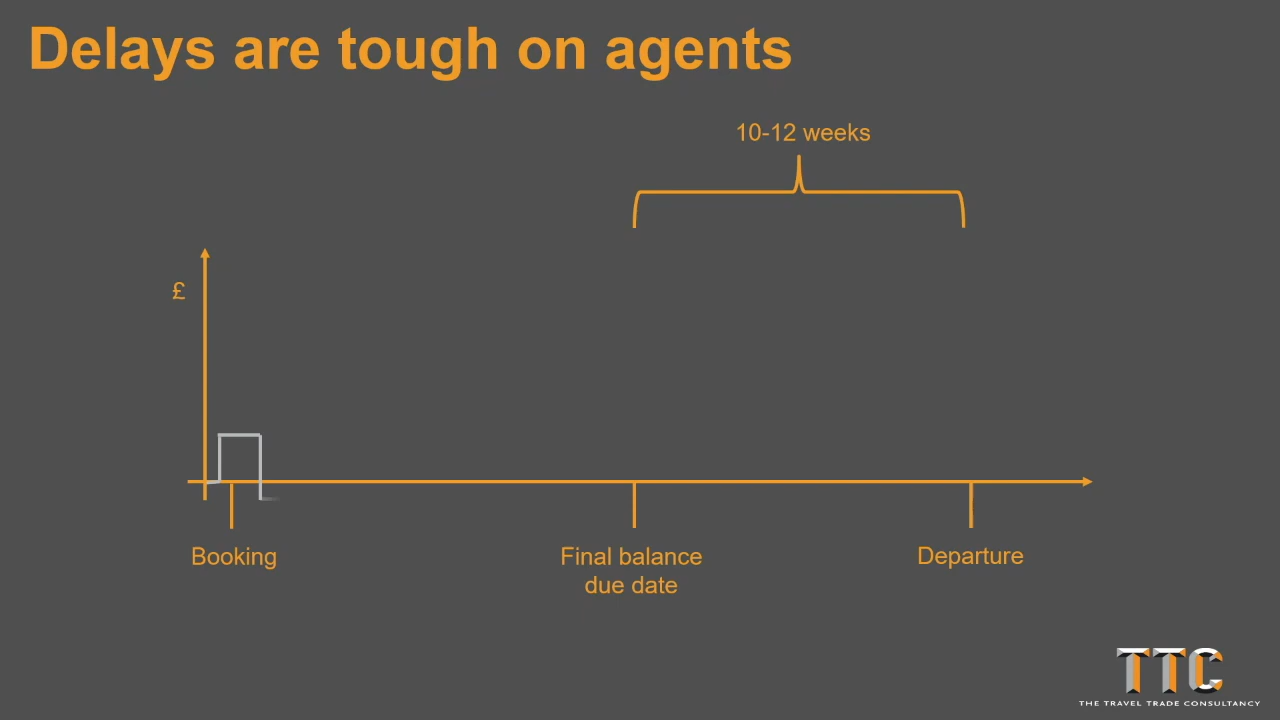 Delays are tough on agents
10-12 weeks
£
Booking
Final balance
due date
Departure
TTC
THE TRAVEL TRADE CONSULTANCY